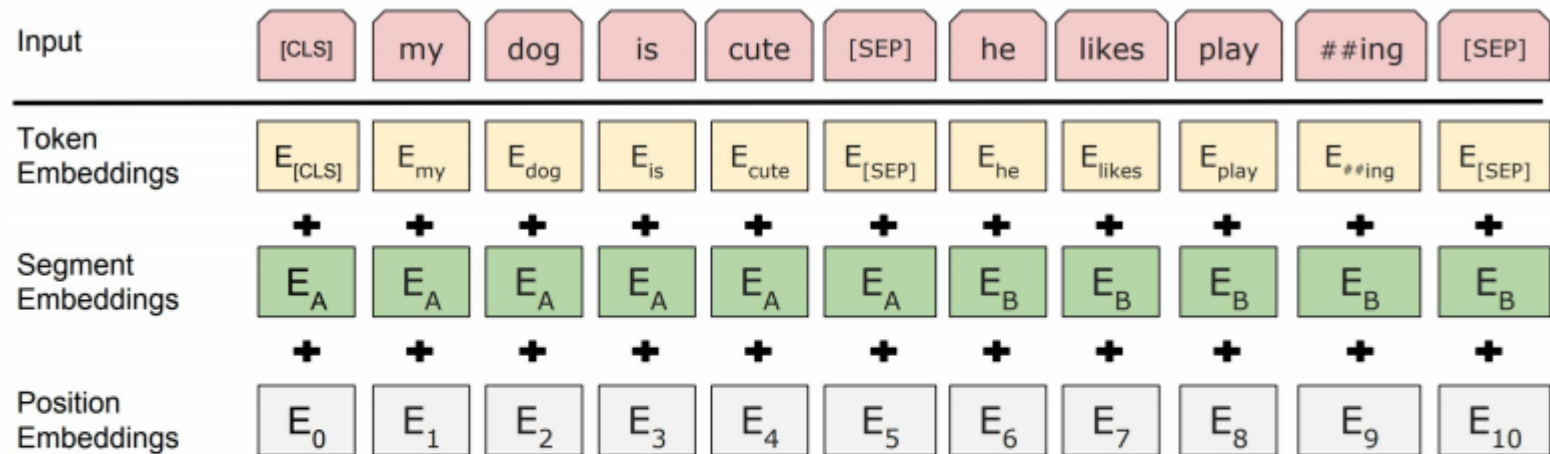 Input [CLS] my dog is cute [SEP] he likes play ##ing [SEP]
Token Embeddings E[CLS] Emy Edog Eis Ecute E[SEP] Ehe Elikes Eplay E##ing E[SEP]
+ + + + + + + + + + +
Segment Embeddings EA EA EA EA EA EA EB EB EB EB EB
+ + + + + + + + + + +
Position Embeddings E0 E1 E2 E3 E4 E5 E6 E7 E8 E9 E10